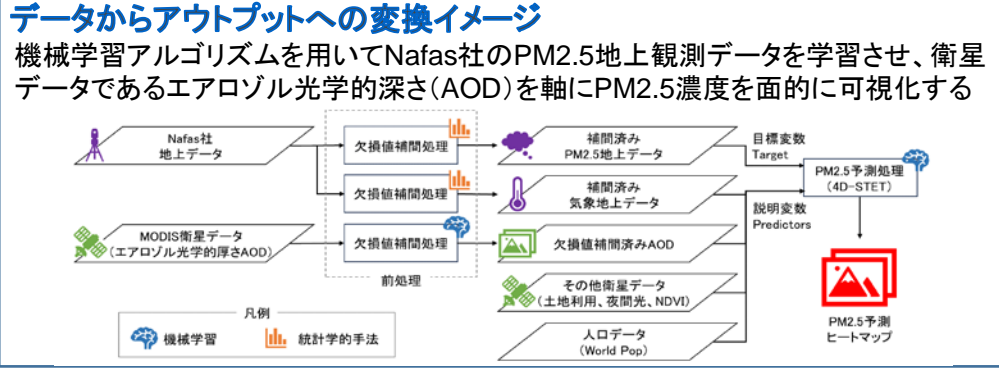 データからアウトプットへの変換イメージ
機械学習アルゴリズムを用いてNafas社のPM2.5地上観測データを学習させ、衛星
データであるエアロゾル光学的深さ（AOD）を軸にPM2.5濃度を面的に可視化する
Nafas社
地上データ
欠損値補間処理
補間済み
PM2.5地上データ
目標変数
Target
PM2.5予測処理
(4D-STET)
欠損値補間処理
補間済み
気象地上データ
説明変数
Predictors
MODIS衛星データ
(エアロゾル光学的厚さAOD)
欠損値補間処理
欠損値補間済みAOD
前処理
その他衛星データ
(土地利用、夜間光、NDVI)
凡例
機械学習
統計学的手法
人口データ
(World Pop)
PM2.5予測
ヒートマップ